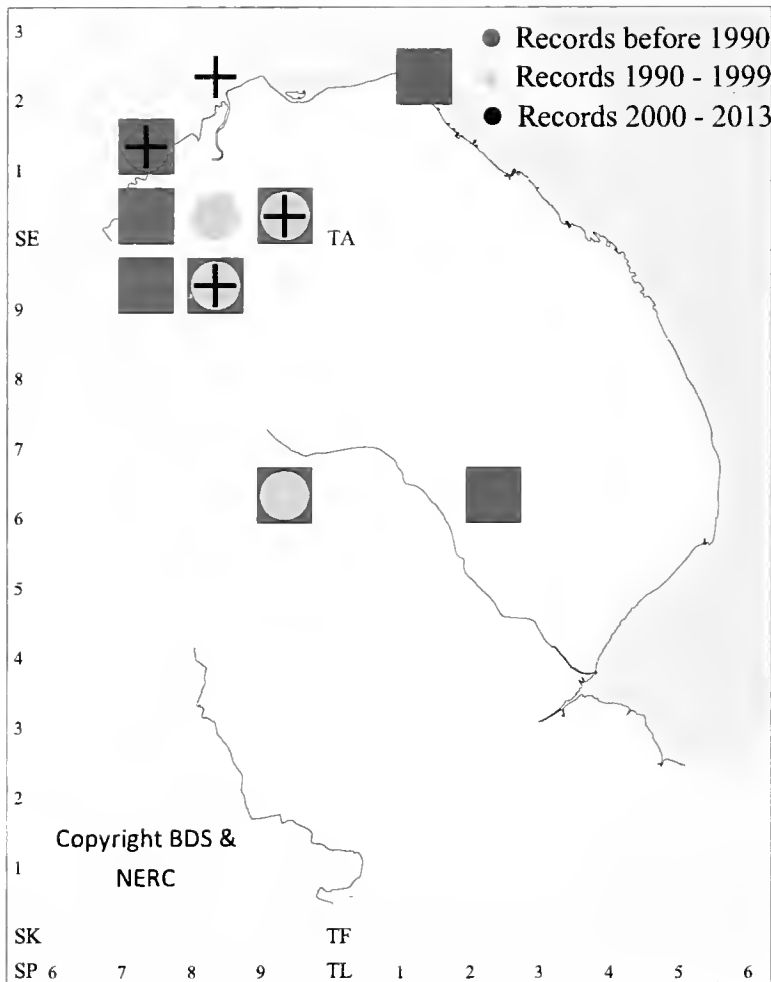 3
Records before 1990
Records 1990 - 1999
2
Records 2000 - 2013
1
SE TA
9
8
7
6
5
4
3
2
Copyright BDS &
NERC
1
SK TF
SP 6 7 8 9 TL 1 2 3 4 5 6